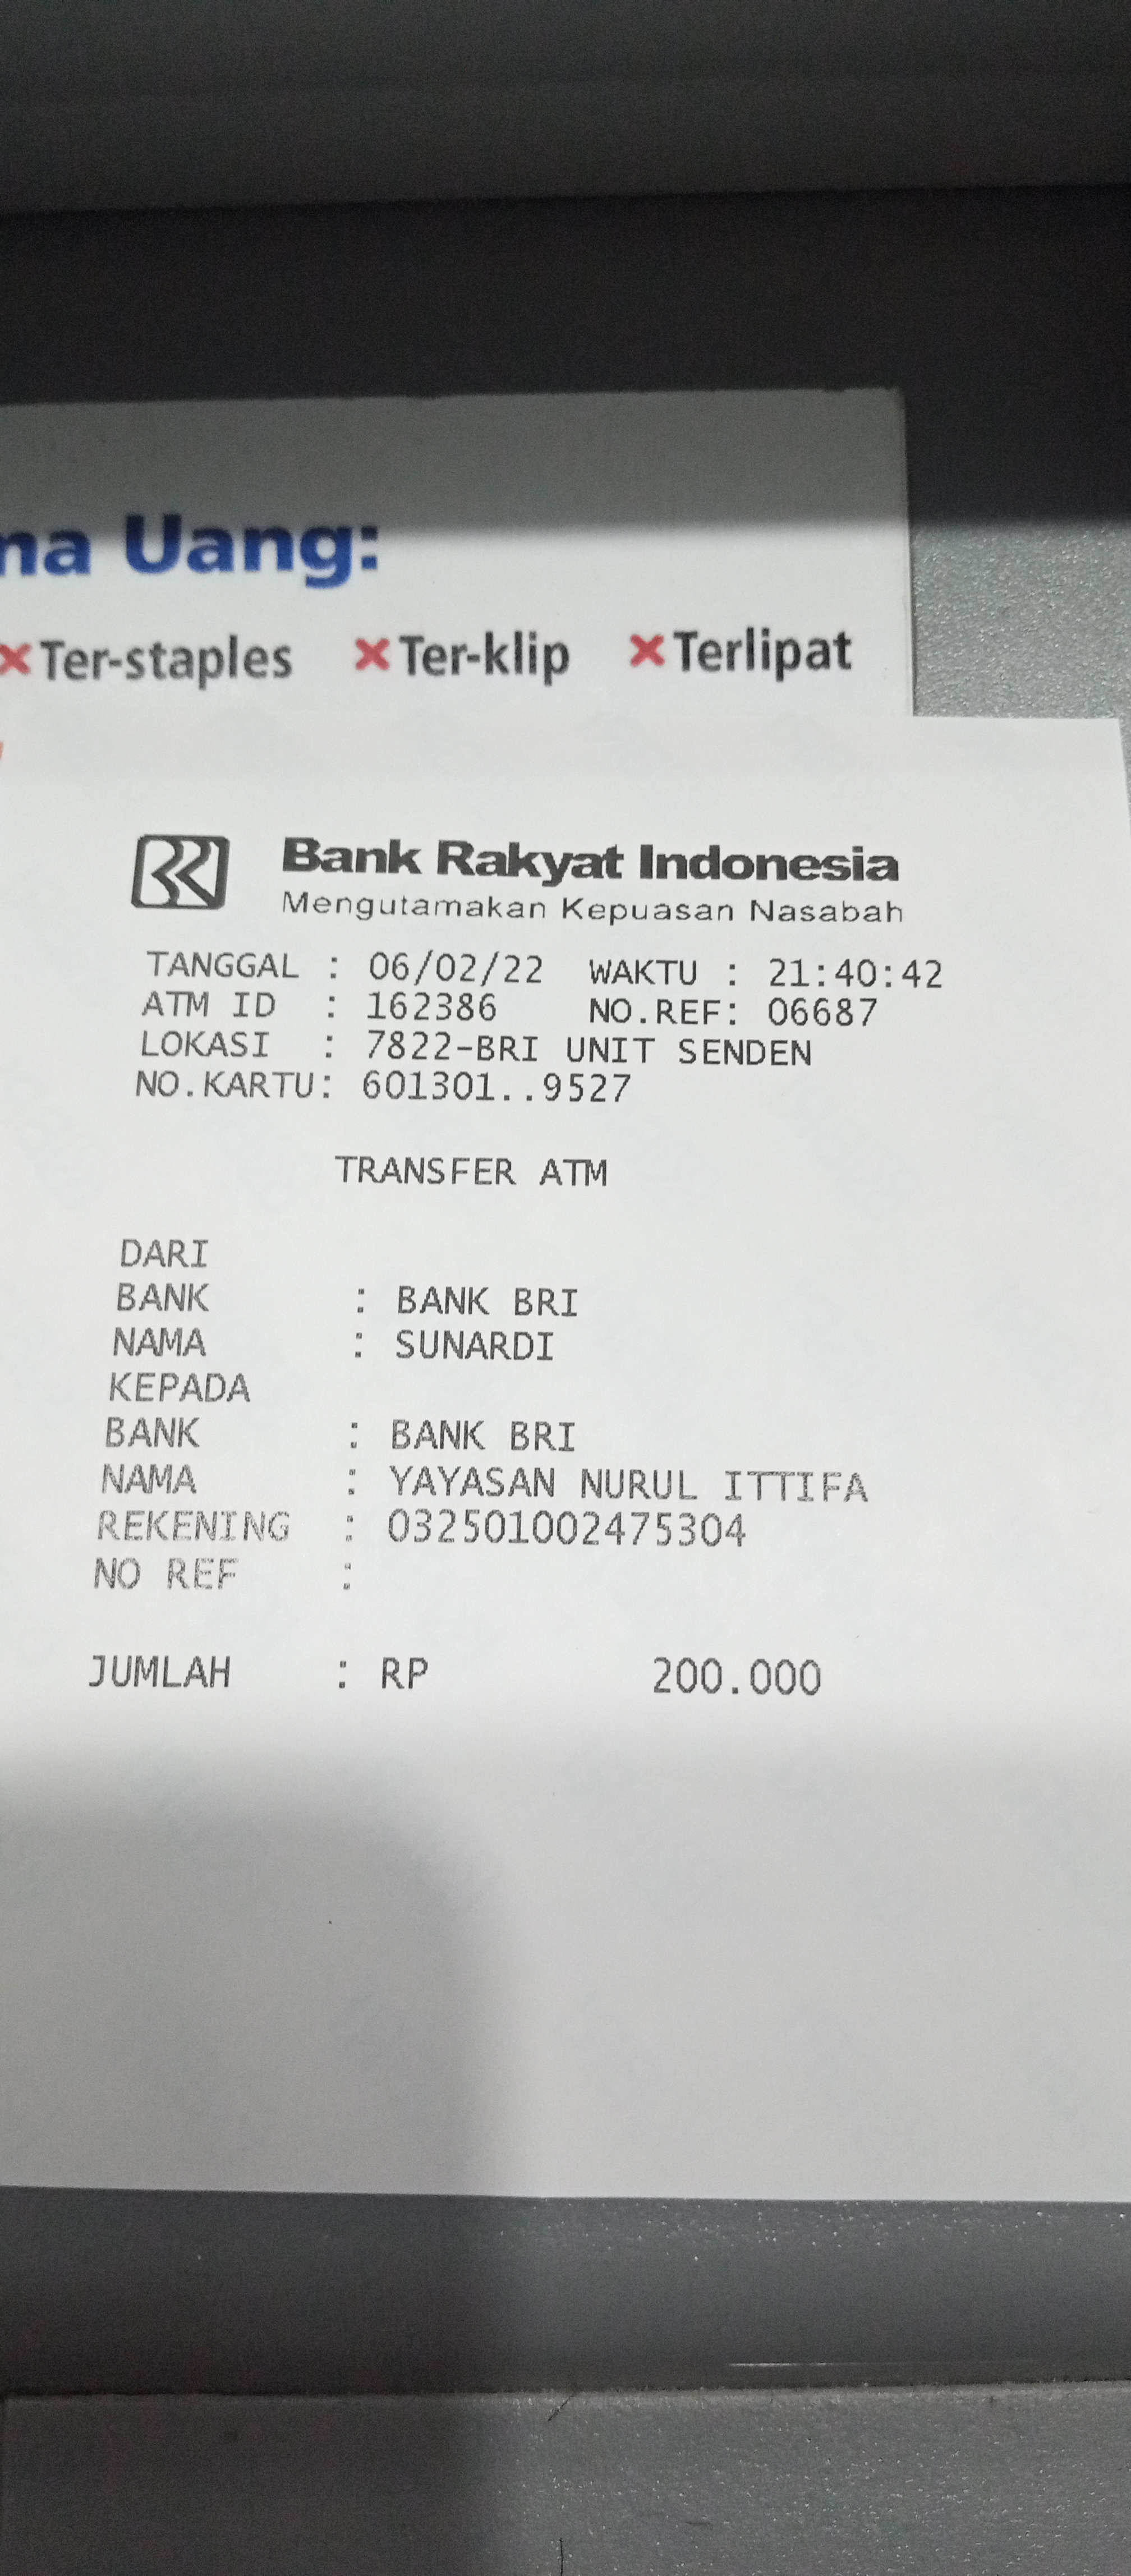 na Uang:
Ter-staples Ter-klip Terlipat
Bank Rakyat Indonesia
Mengutamakan Kepuasan Nasabah
TANGGAL : 06/02/22 WAKTU : 21:40:42
ATM ID : 162386 NO.REF: 06687
LOKASI : 7822-BRI UNIT SENDEN
NO.KARTU: 601301..9527
TRANSFER ATM
DARI
BANK : BANK BRI
NAMA : SUNARDI
KEPADA
BANK : BANK BRI
NAMA : YAYASAN NURUL ITTIFA
REKENING : 032501002475304
NO REF :
JUMLAH : RP 200.000